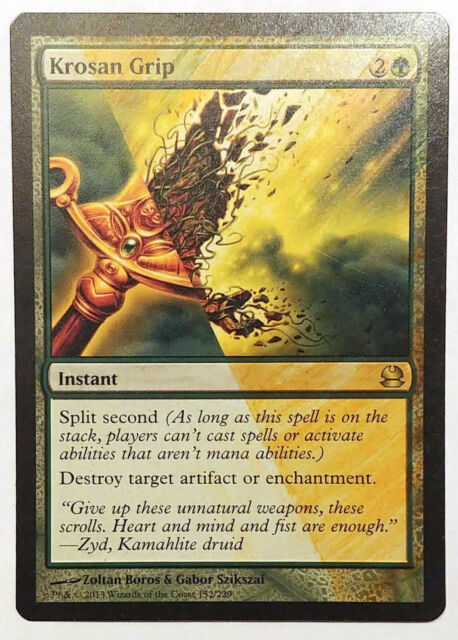 Krosan Grip 2
Instant
Split second (As long as this spell is on the
stack, players can't cast spells or activate
abilities that aren't mana abilities.)
Destroy target artifact or enchantment.
"Give up these unnatural weapons, these
scrolls. Heart and mind and fist are enough."
—Zyd, Kamahlite druid
Zoltan Boros & Gabor Szikszai
™ & © 2013 Wizards of the Coast 152/229